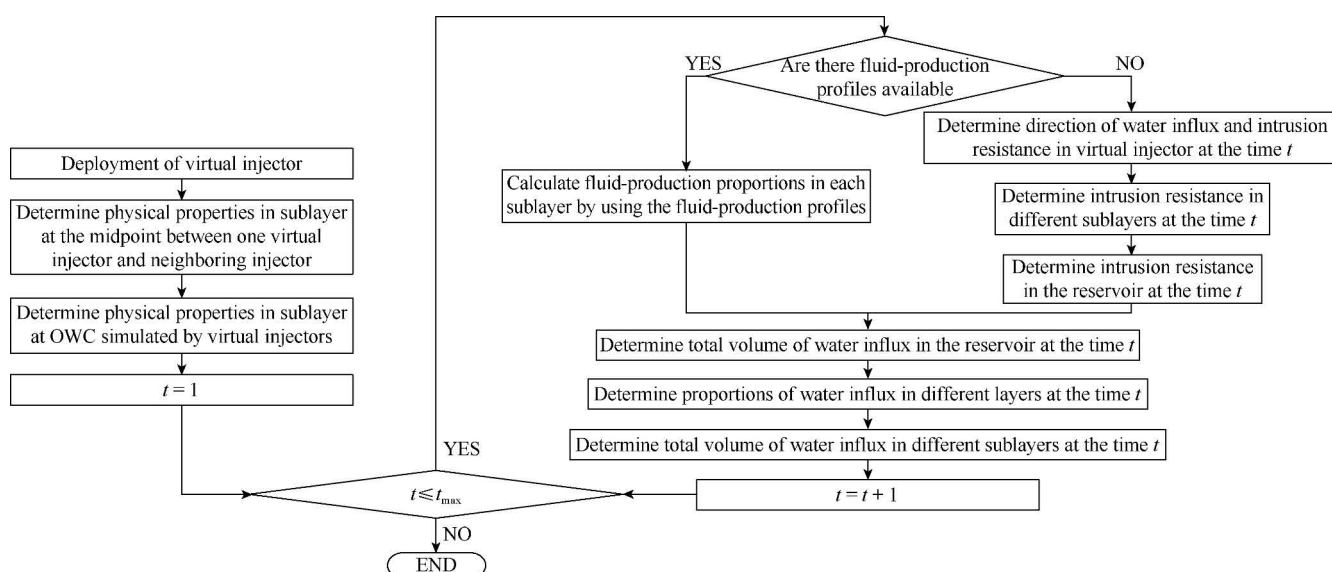 Deployment of virtual injector
Determine physical properties in sublayer
at the midpoint between one virtual
injector and neighboring injector
Determine physical properties in sublayer
at OWC simulated by virtual injectors
t = 1
YES
t ≤ tmax
NO
END
Are there fluid-production
profiles available
YES
NO
Calculate fluid-production proportions in each
sublayer by using the fluid-production profiles
Determine direction of water influx and intrusion
resistance in virtual injector at the time t
Determine intrusion resistance in
different sublayers at the time t
Determine intrusion resistance
in the reservoir at the time t
Determine total volume of water influx in the reservoir at the time t
Determine proportions of water influx in different layers at the time t
Determine total volume of water influx in different sublayers at the time t
t = t + 1